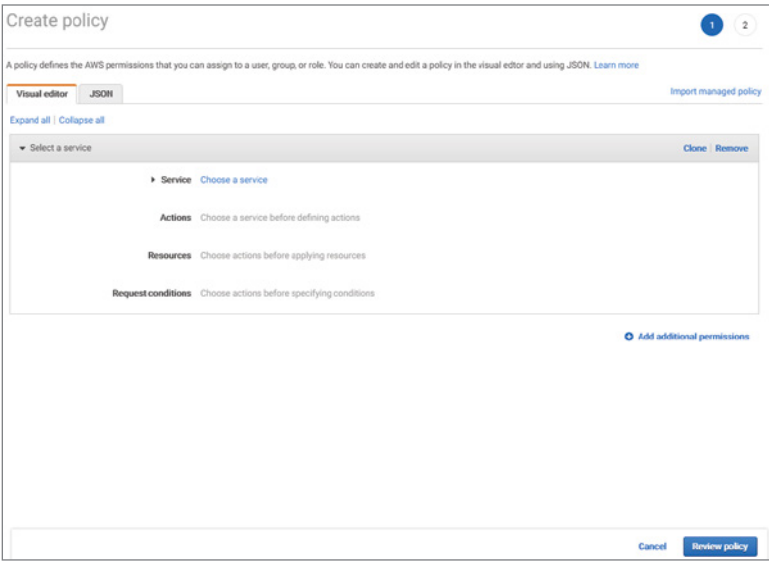 Create policy
1 2
A policy defines the AWS permissions that you can assign to a user, group, or role. You can create and edit a policy in the visual editor and using JSON. Learn more
Visual editor JSON Import managed policy
Expand all | Collapse all
Select a service Clone | Remove
Service Choose a service
Actions Choose a service before defining actions
Resources Choose actions before applying resources
Request conditions Choose actions before specifying conditions
Add additional permissions
Cancel Review policy